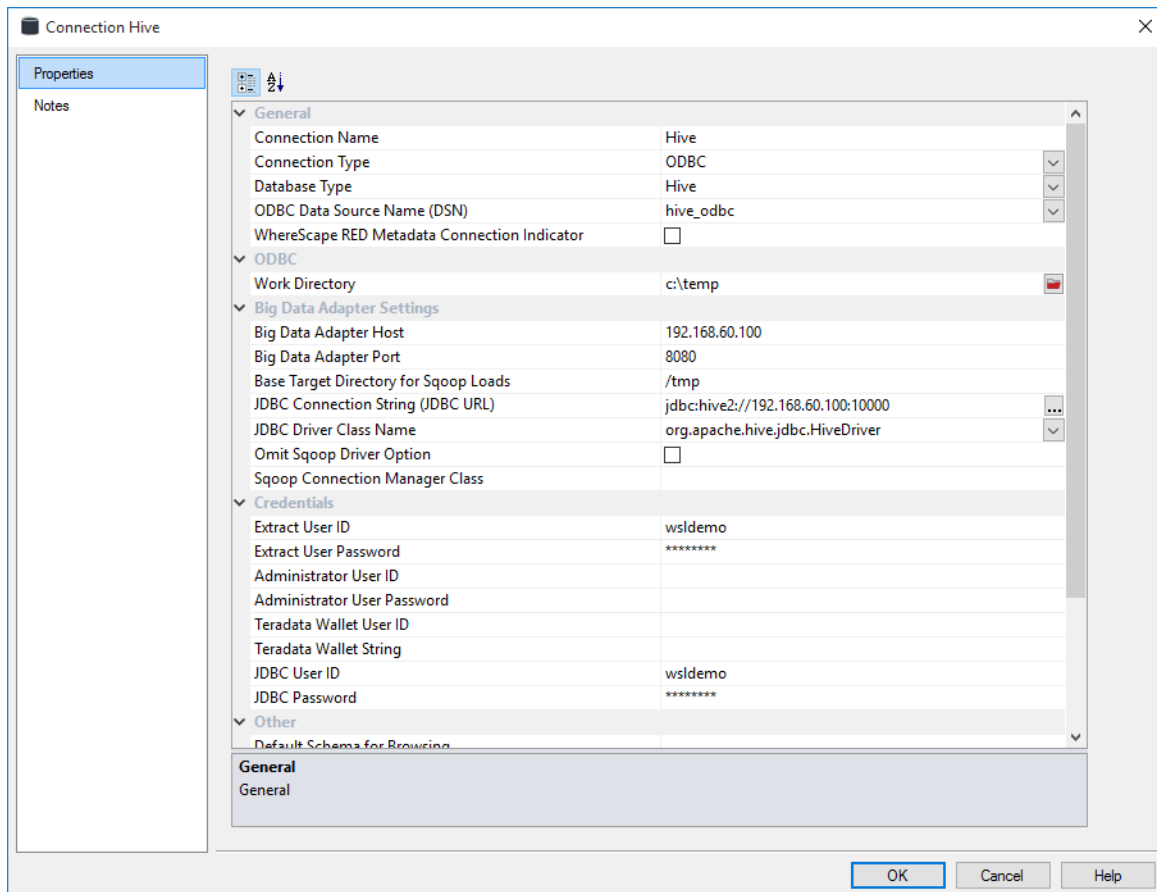 Connection Hive
Properties
Notes
General
Connection Name Hive
Connection Type ODBC
Database Type Hive
ODBC Data Source Name (DSN) hive_odbc
WhereScape RED Metadata Connection Indicator
ODBC
Work Directory c:\temp
Big Data Adapter Settings
Big Data Adapter Host 192.168.60.100
Big Data Adapter Port 8080
Base Target Directory for Sqoop Loads /tmp
JDBC Connection String (JDBC URL) jdbc:hive2://192.168.60.100:10000 ...
JDBC Driver Class Name org.apache.hive.jdbc.HiveDriver
Omit Sqoop Driver Option
Sqoop Connection Manager Class
Credentials
Extract User ID wsldemo
Extract User Password ********
Administrator User ID
Administrator User Password
Teradata Wallet User ID
Teradata Wallet String
JDBC User ID wsldemo
JDBC Password ********
Other
Default Schema for Browsing
General
General
OK Cancel Help